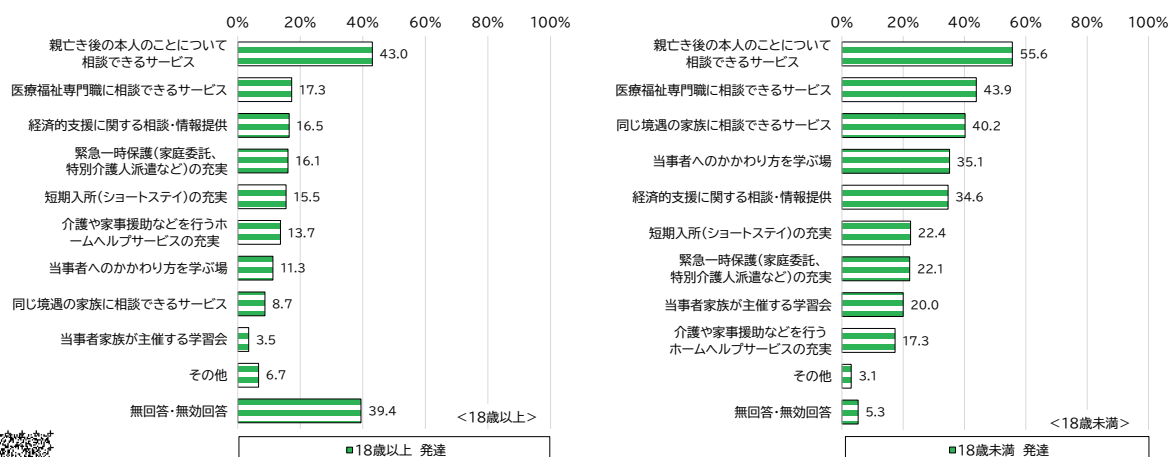 0% 20% 40% 60% 80% 100%
親亡き後の本人のことについて
相談できるサービス
43.0
医療福祉専門職に相談できるサービス
17.3
経済的支援に関する相談・情報提供
16.5
緊急一時保護(家庭委託、
特別介護人派遣など)の充実
16.1
短期入所(ショートステイ)の充実
15.5
介護や家事援助などを行うホ
ームヘルプサービスの充実
13.7
当事者へのかかわり方を学ぶ場
11.3
同じ境遇の家族に相談できるサービス
8.7
当事者家族が主催する学習会
3.5
その他
6.7
無回答・無効回答
39.4
<18歳以上>
18歳以上 発達
0% 20% 40% 60% 80% 100%
親亡き後の本人のことについて
相談できるサービス
55.6
医療福祉専門職に相談できるサービス
43.9
同じ境遇の家族に相談できるサービス
40.2
当事者へのかかわり方を学ぶ場
35.1
経済的支援に関する相談・情報提供
34.6
短期入所(ショートステイ)の充実
22.4
緊急一時保護(家庭委託、
特別介護人派遣など)の充実
22.1
当事者家族が主催する学習会
20.0
介護や家事援助などを行う
ホームヘルプサービスの充実
17.3
その他
3.1
無回答・無効回答
5.3
<18歳未満>
18歳未満 発達